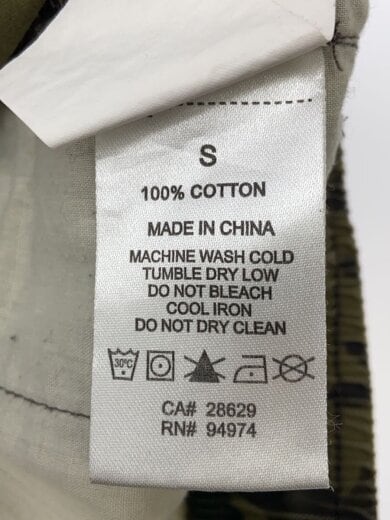 S
100% COTTON
MADE IN CHINA
MACHINE WASH COLD
TUMBLE DRY LOW
DO NOT BLEACH
COOL IRON
DO NOT DRY CLEAN
30°C
CA# 28629
RN# 94974